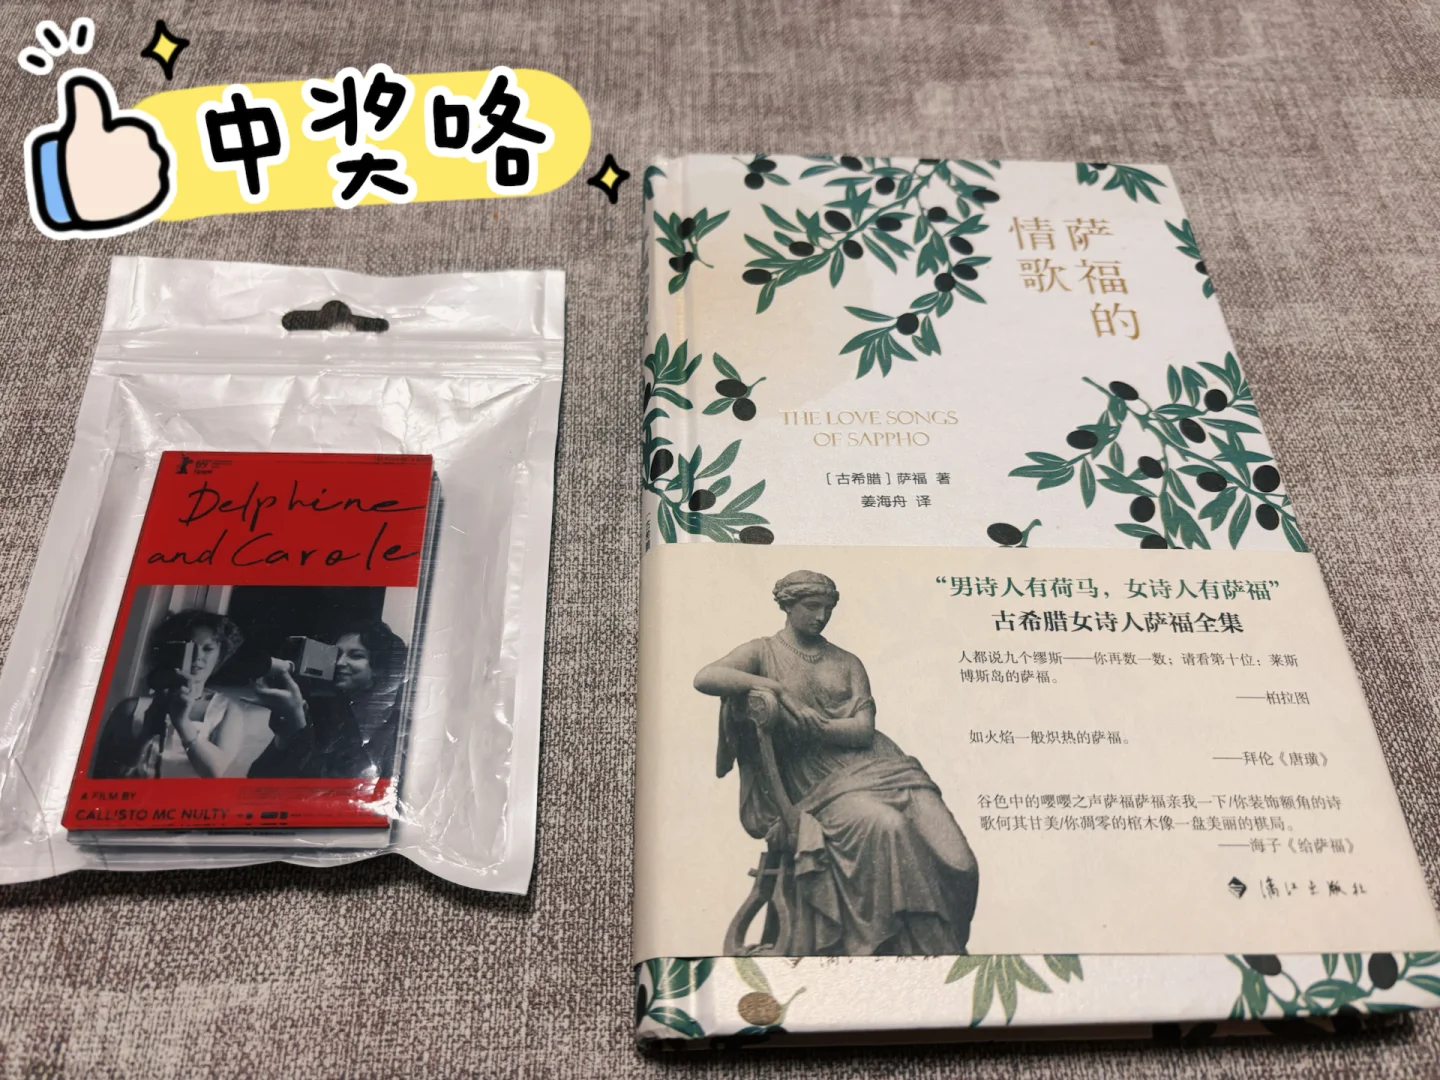 中奖咯
Delphine
and Carole
A FILM BY
CALLISTO MC NULTY
萨福的
情歌
THE LOVE SONGS
OF SAPPHO
[古希腊] 萨福 著
姜海舟 译
“男诗人有荷马，女诗人有萨福”
古希腊女诗人萨福全集
人都说九个缪斯——你再数一数；请看第十位；莱斯
博斯岛的萨福。
——柏拉图
如火焰一般炽热的萨福。
——拜伦《唐璜》
谷色中的嘤嘤之声萨福萨福亲我一下/你装饰额角的诗
歌何其甘美/你凋零的棺木像一盘美丽的棋局。
——海子《给萨福》
漓江出版社